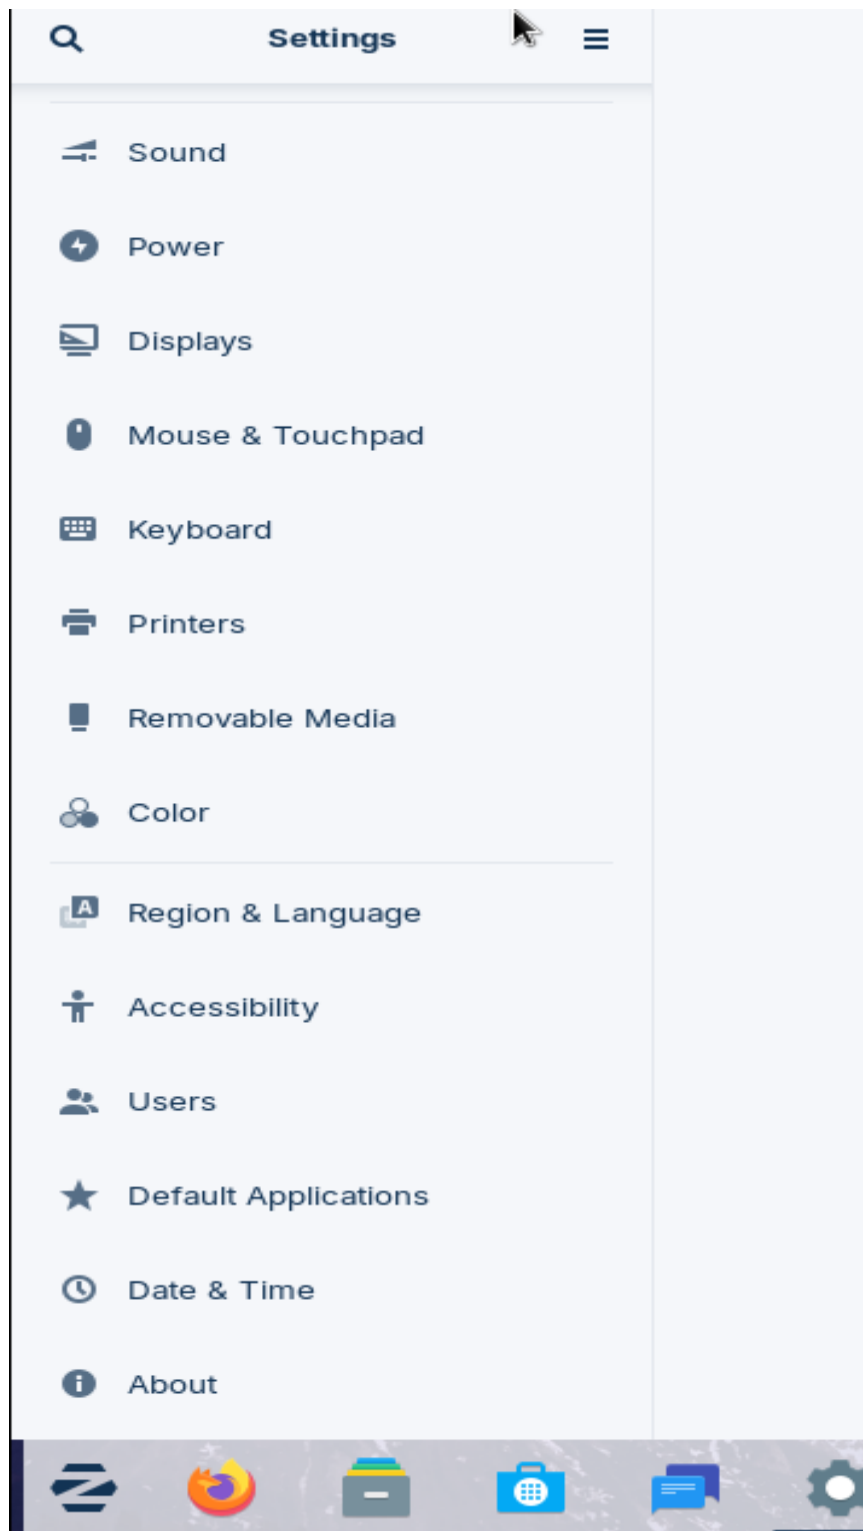 Settings
Sound
Power
Displays
Mouse & Touchpad
Keyboard
Printers
Removable Media
Color
Region & Language
Accessibility
Users
Default Applications
Date & Time
About